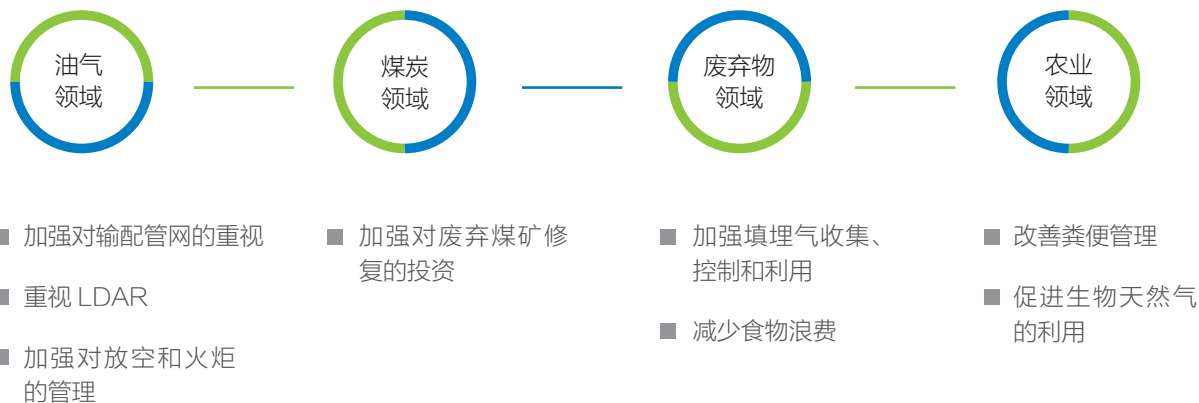 油气
领域
煤炭
领域
废弃物
领域
农业
领域
加强对输配管网的重视
重视 LDAR
加强对放空和火炬
的管理
加强对废弃煤矿修
复的投资
加强填埋气收集、
控制和利用
减少食物浪费
改善粪便管理
促进生物天然气
的利用